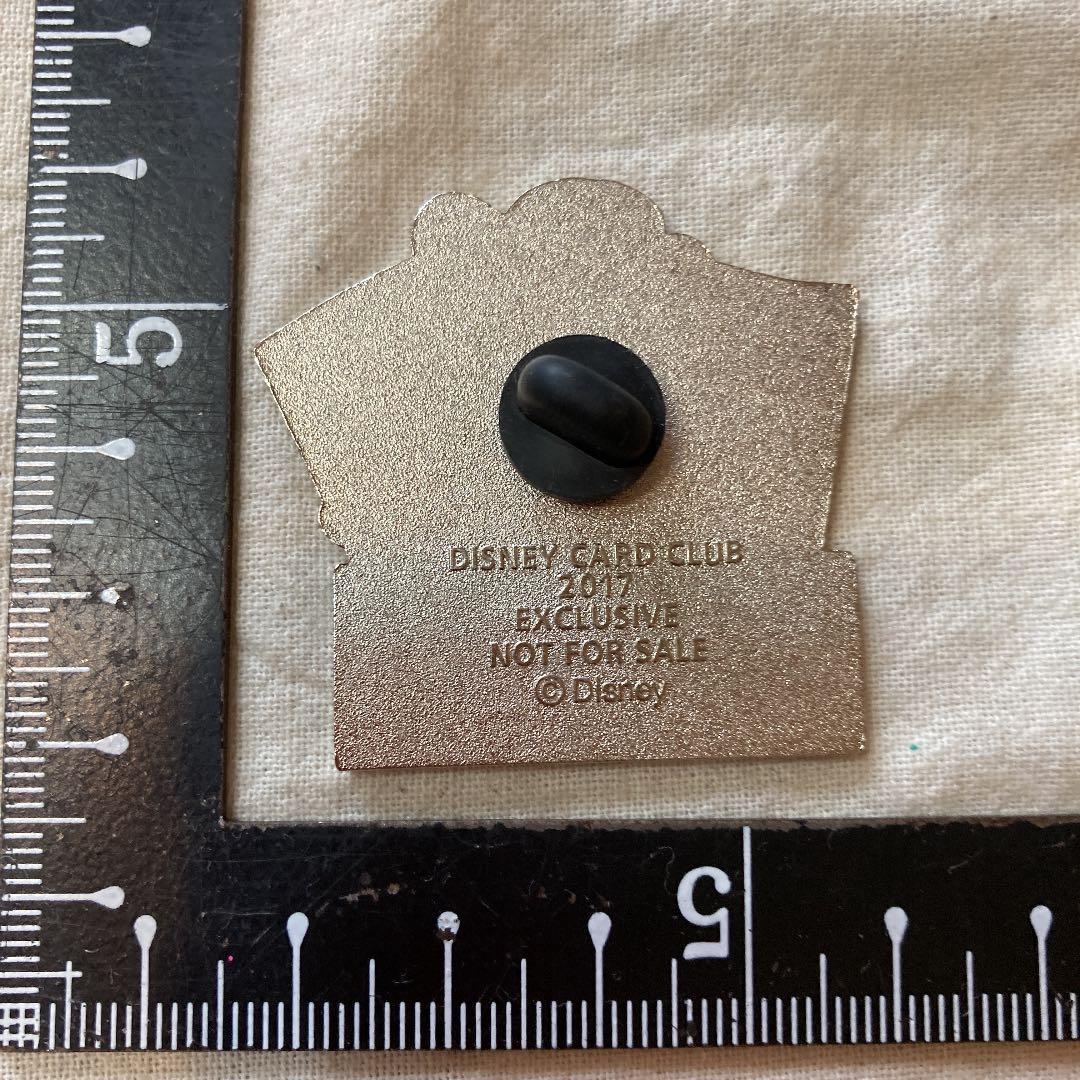 5
DISNEY CARD CLUB
2017
EXCLUSIVE
NOT FOR SALE
© Disney
5